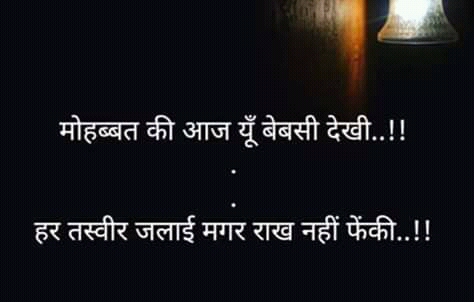 मोहब्बत की आज यूँ बेबसी देखी..!!
.
.
हर तस्वीर जलाई मगर राख नहीं फेंकी..!!